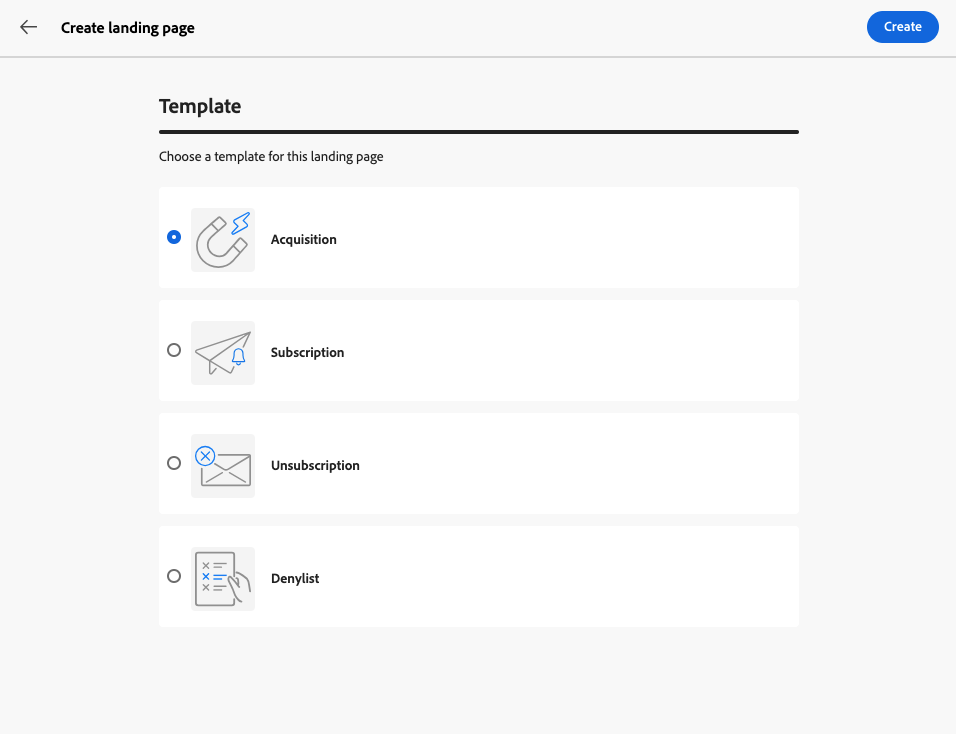 Create landing page
Create
Template
Choose a template for this landing page
Acquisition
Subscription
Unsubscription
Denylist